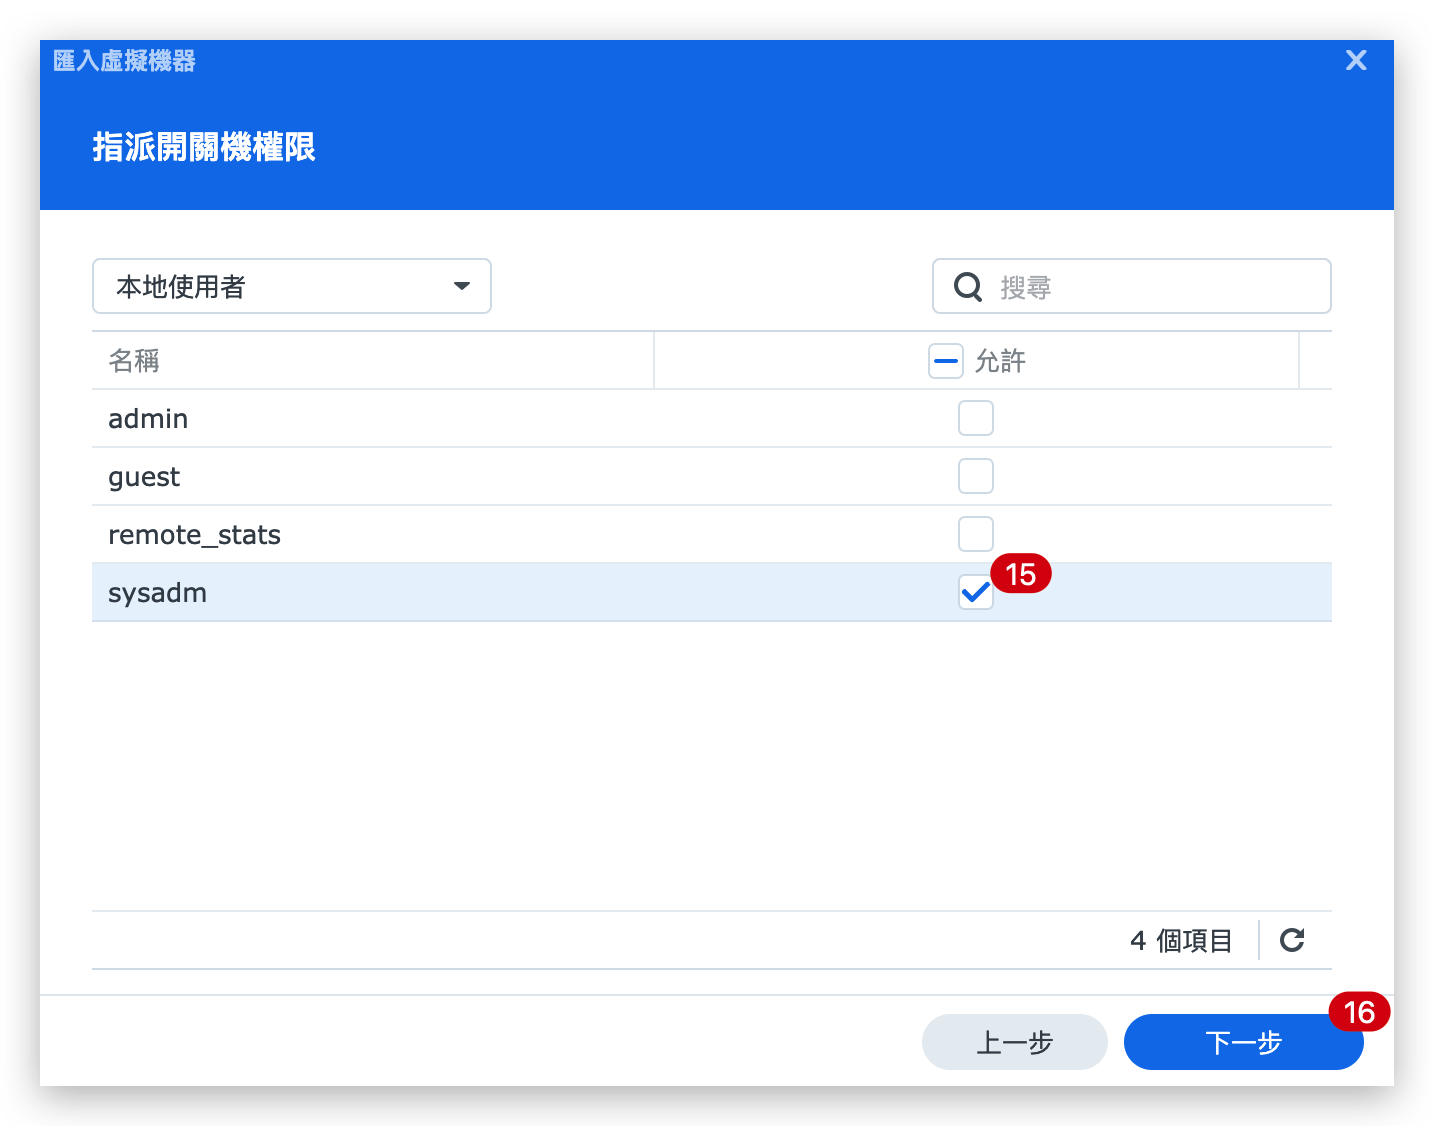 匯入虛擬機器
指派開關機權限
本地使用者
搜尋
名稱
允許
admin
guest
remote_stats
sysadm
15
4 個項目
16
上一步
下一步